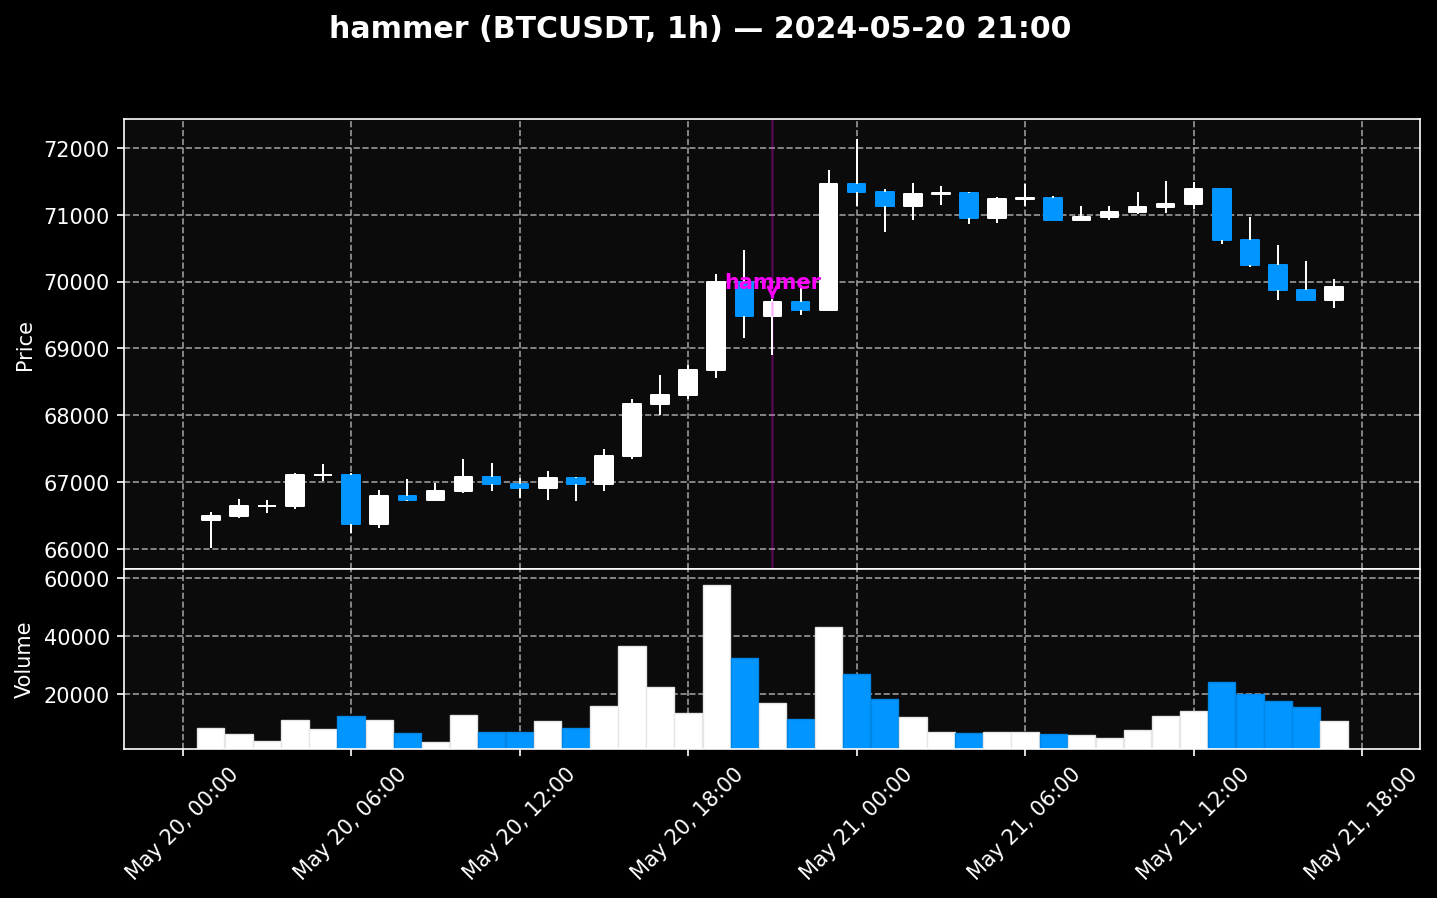 hammer (BTCUSDT, 1h) — 2024-05-20 21:00
72000
71000
70000
69000
68000
67000
66000
Price
hammer
60000
40000
20000
Volume
May 20, 00:00
May 20, 06:00
May 20, 12:00
May 20, 18:00
May 21, 00:00
May 21, 06:00
May 21, 12:00
May 21, 18:00